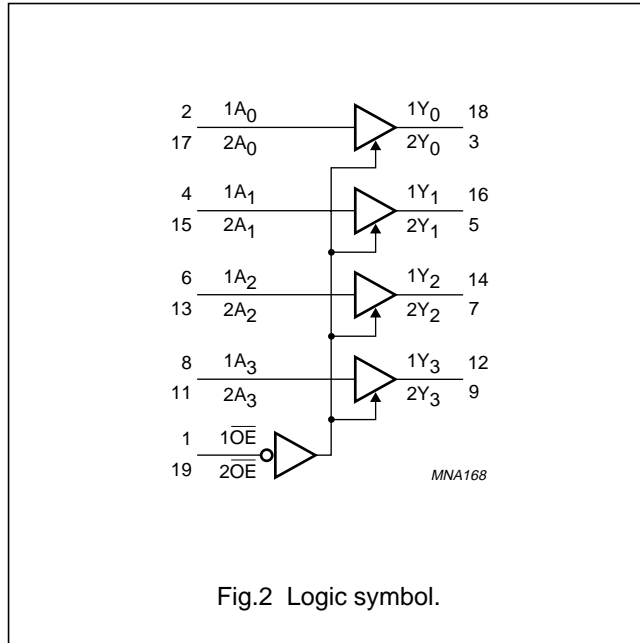 2 1A0 1Y0 18
17 2A0 2Y0 3
4 1A1 1Y1 16
15 2A1 2Y1 5
6 1A2 1Y2 14
13 2A2 2Y2 7
8 1A3 1Y3 12
11 2A3 2Y3 9
1 1O̅E̅
19 2O̅E̅
MNA168
Fig.2 Logic symbol.